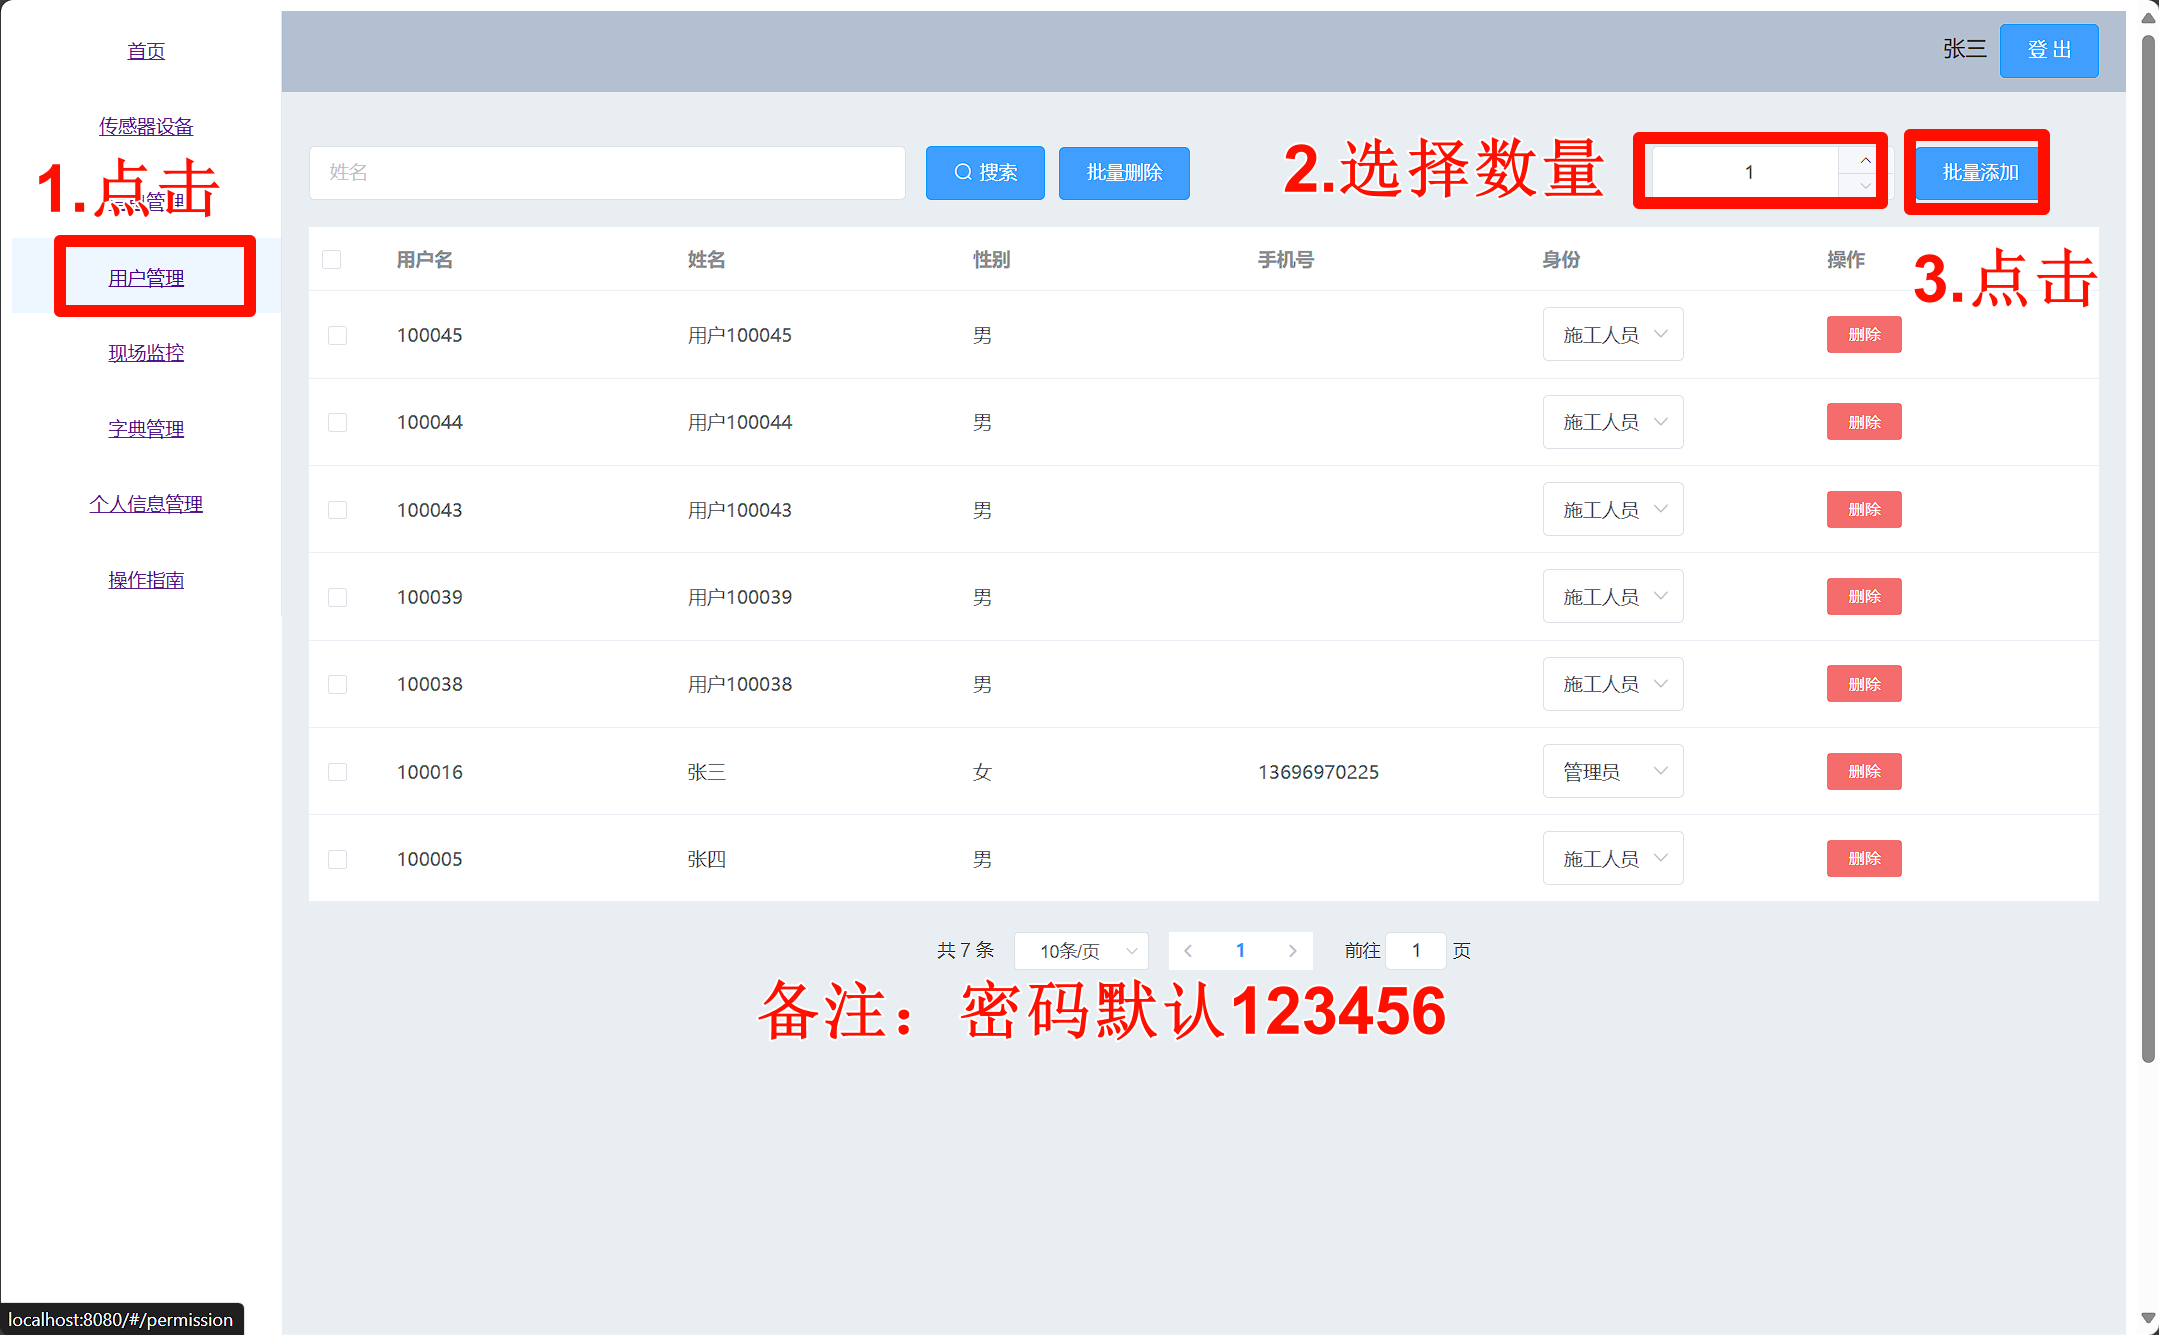 首页
传感器设备
1.点击
管理
用户管理
现场监控
字典管理
个人信息管理
操作指南
张三 登 出
姓名 搜索 批量删除 2.选择数量 1 批量添加
3.点击
用户名 姓名 性别 手机号 身份 操作
100045 用户100045 男 施工人员 删除
100044 用户100044 男 施工人员 删除
100043 用户100043 男 施工人员 删除
100039 用户100039 男 施工人员 删除
100038 用户100038 男 施工人员 删除
100016 张三 女 13696970225 管理员 删除
100005 张四 男 施工人员 删除
共 7 条 10条/页 1 前往 1 页
备注：密码默认123456
localhost:8080/#/permission